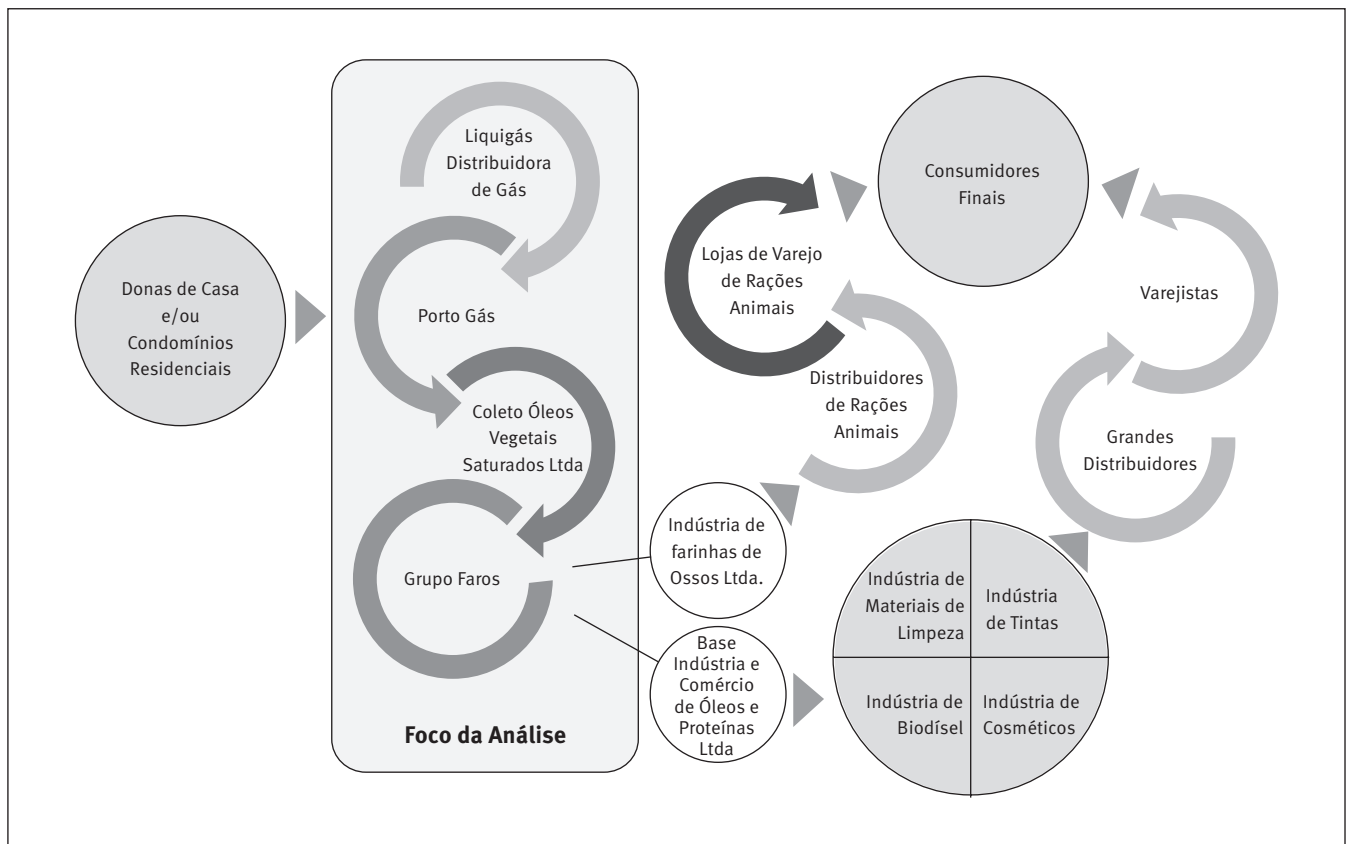 Donas de Casa
e/ou
Condomínios
Residenciais
Liquigás
Distribuidora
de Gás
Porto Gás
Coleto Óleos
Vegetais
Saturados Ltda
Grupo Faros
Foco da Análise
Indústria de
farinhas de
Ossos Ltda.
Base
Indústria e
Comércio
de Óleos e
Proteínas
Ltda
Lojas de Varejo
de Rações
Animais
Distribuidores
de Rações
Animais
Consumidores
Finais
Varejistas
Grandes
Distribuidores
Indústria de
Materiais de
Limpeza
Indústria
de Tintas
Indústria de
Biodísel
Indústria de
Cosméticos